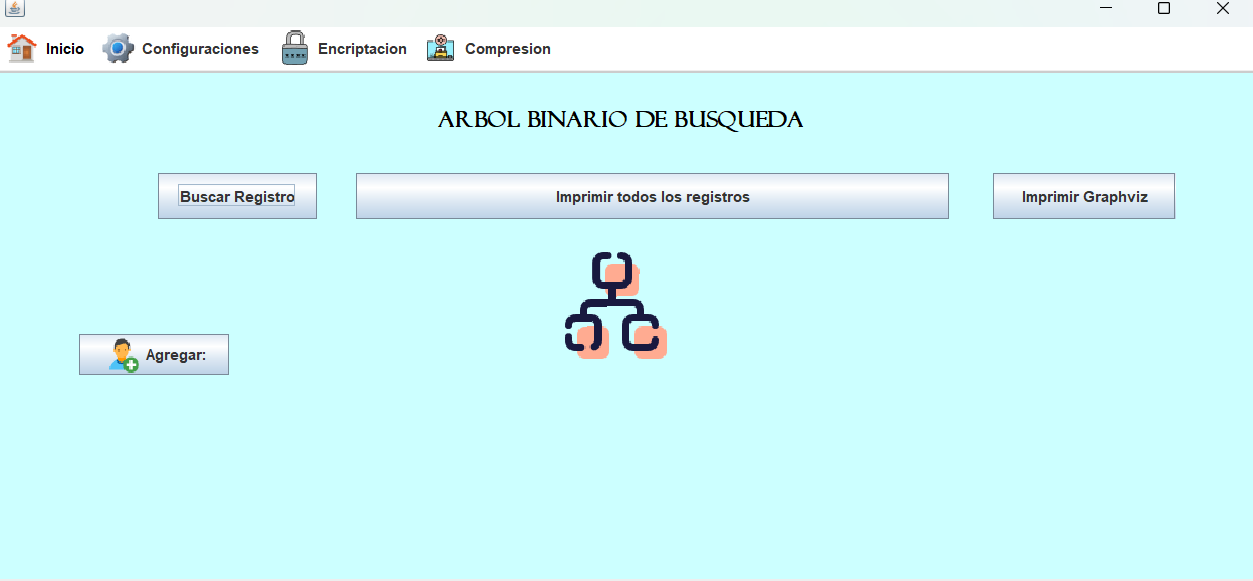 Inicio Configuraciones Encriptacion Compresion
ARBOL BINARIO DE BUSQUEDA
Buscar Registro Imprimir todos los registros Imprimir Graphviz
Agregar: